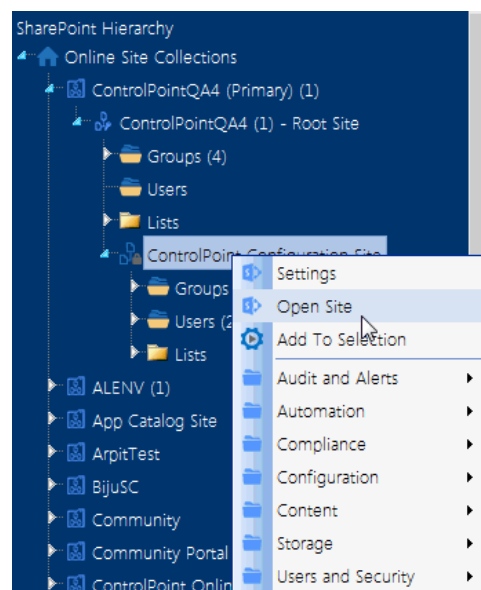 SharePoint Hierarchy
Online Site Collections
ControlPointQA4 (Primary) (1)
ControlPointQA4 (1) - Root Site
Groups (4)
Users
Lists
ControlPoint Configuration Site
Settings
Groups
Open Site
Users (2
Add To Selection
Lists
Audit and Alerts
ALENV (1)
Automation
App Catalog Site
Compliance
ArpitTest
Configuration
BijuSC
Content
Community
Storage
Community Portal
Users and Security
ControlPoint Onlin